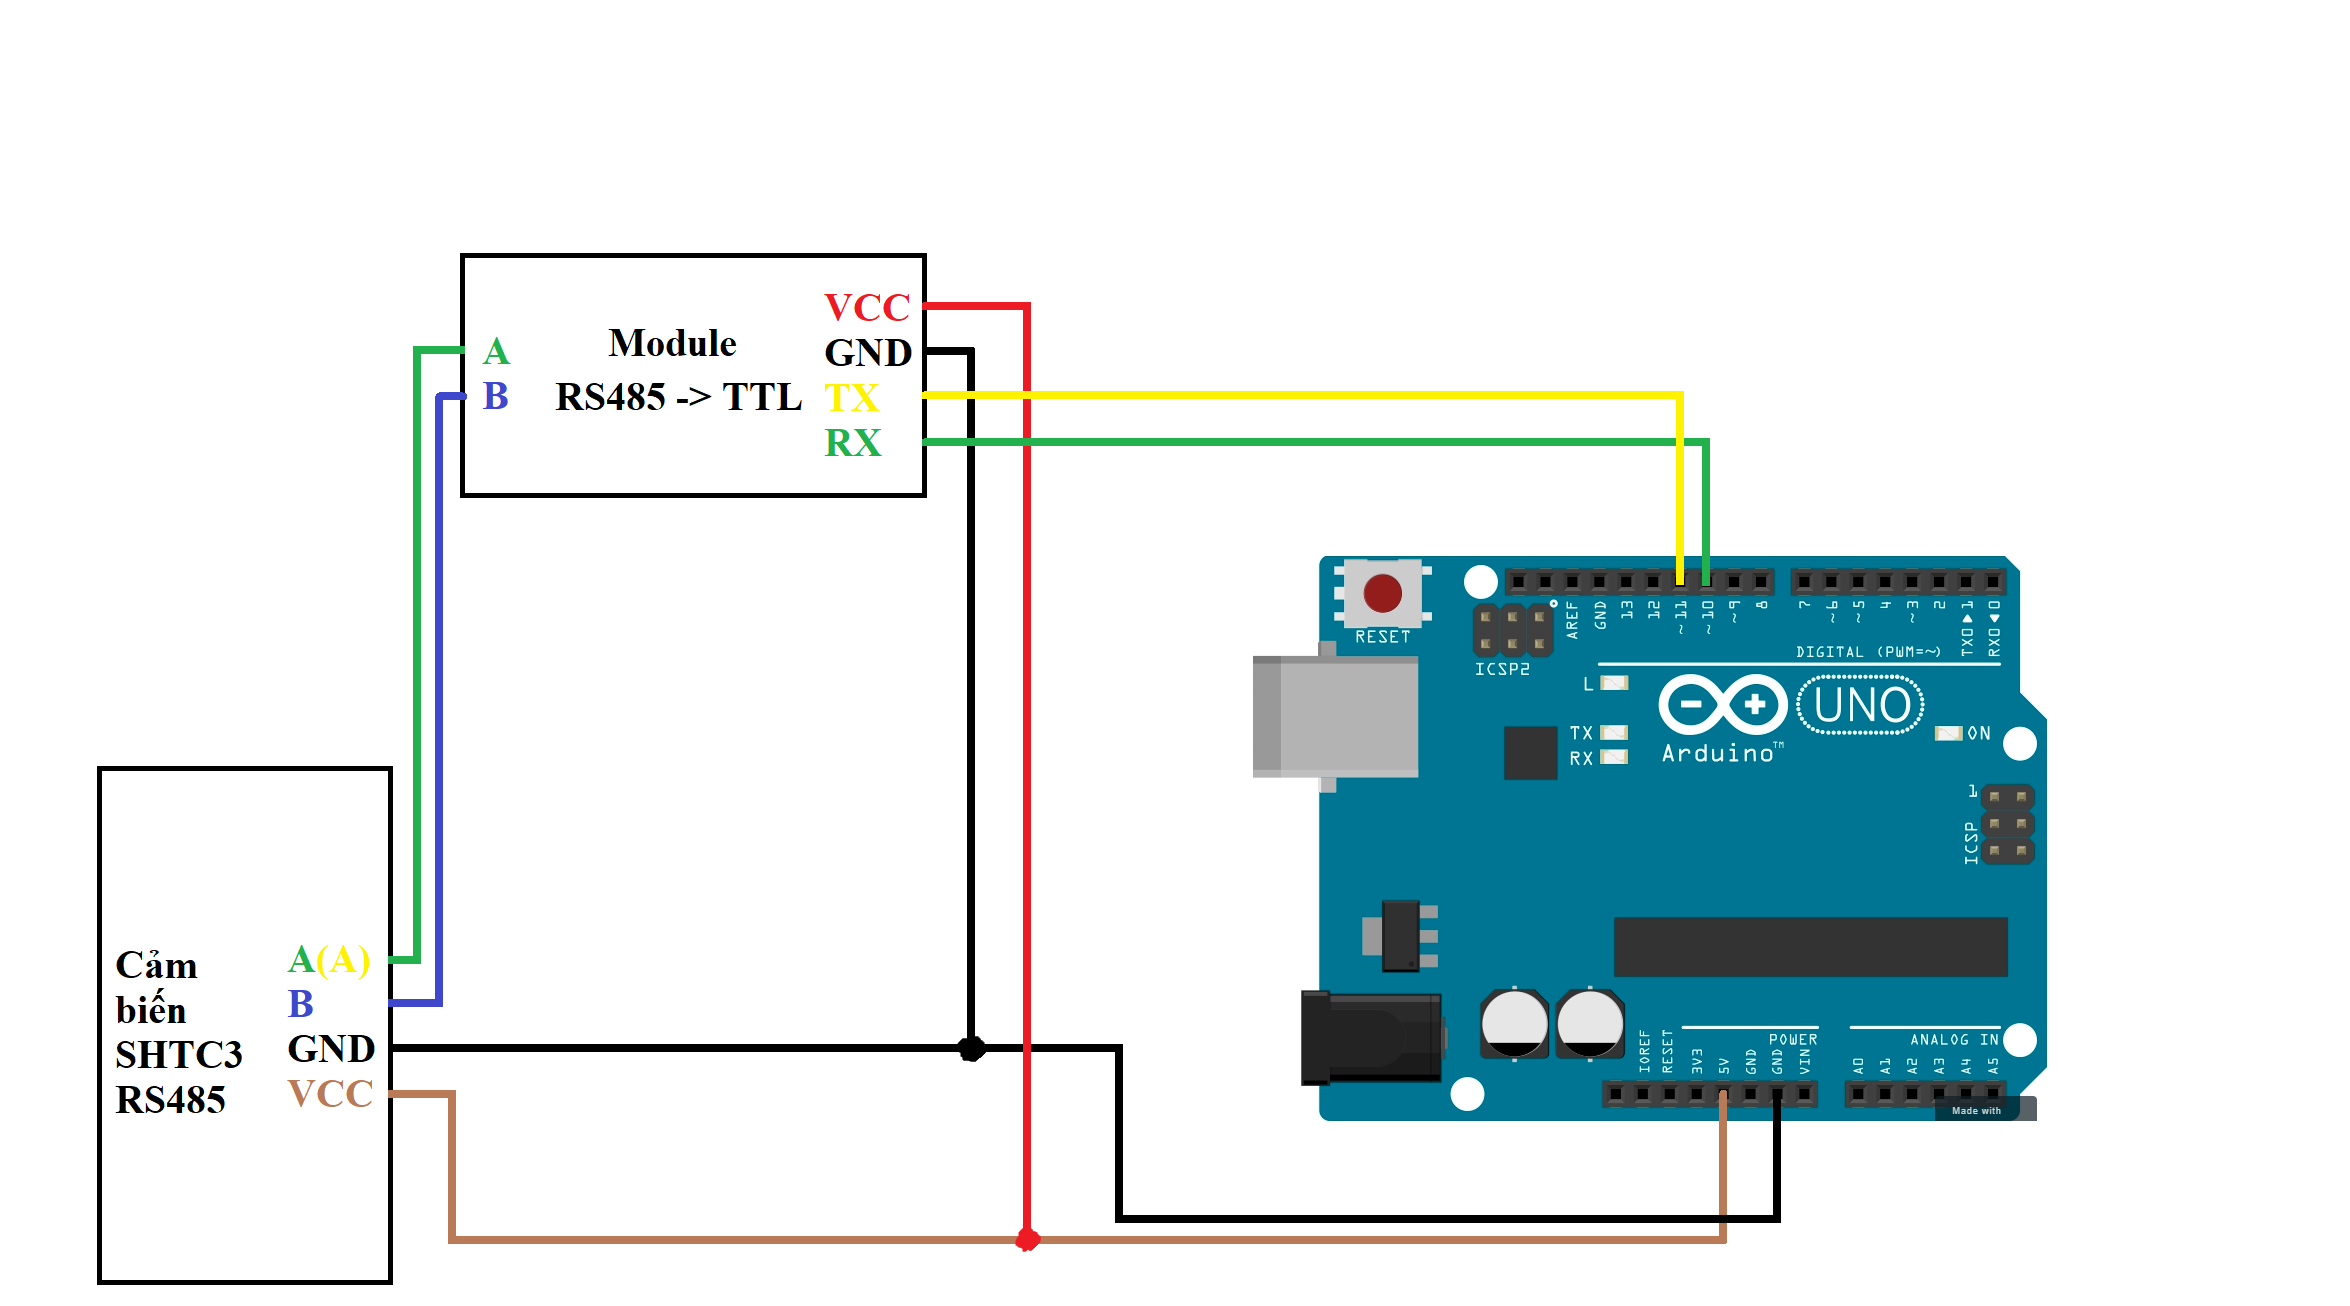 VCC
GND
TX
RX
A
B
Module
RS485 -> TTL
RESET
ICSP2
AREF
GND
13
12
~11
~10
~9
8
7
~6
~5
4
~3
2
TX0►1
RX0◄0
DIGITAL (PWM=~)
L
TX
RX
UNO
Arduino™
ON
1
ICSP
Cảm
biến
SHTC3
RS485
A(A)
B
GND
VCC
IOREF
RESET
3V3
5V
GND
GND
VIN
POWER
ANALOG IN
A0
A1
A2
A3
A4
A5
Made with